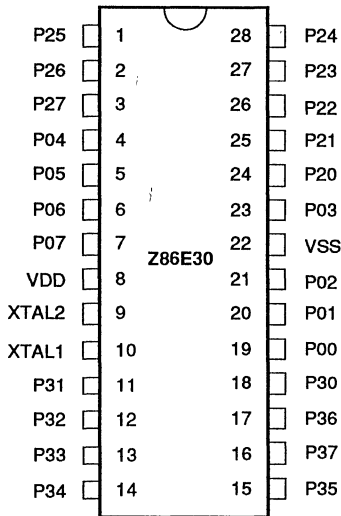 P25 1 28 P24
P26 2 27 P23
P27 3 26 P22
P04 4 25 P21
P05 5 24 P20
P06 6 23 P03
P07 7 22 VSS
Z86E30
VDD 8 21 P02
XTAL2 9 20 P01
XTAL1 10 19 P00
P31 11 18 P30
P32 12 17 P36
P33 13 16 P37
P34 14 15 P35